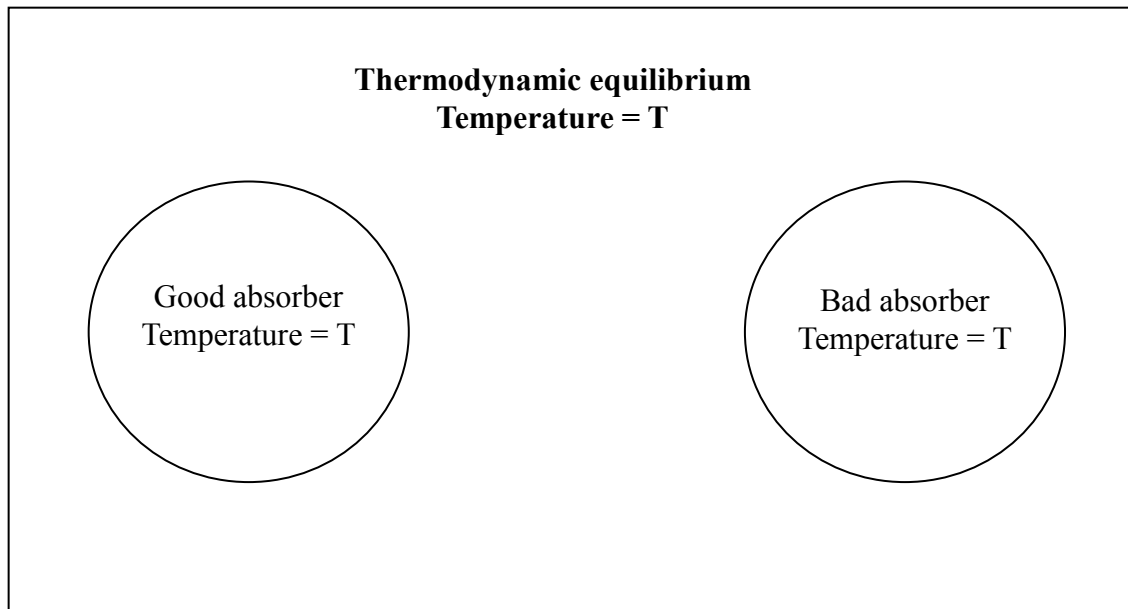 Thermodynamic equilibrium
Temperature = T
Good absorber
Temperature = T
Bad absorber
Temperature = T